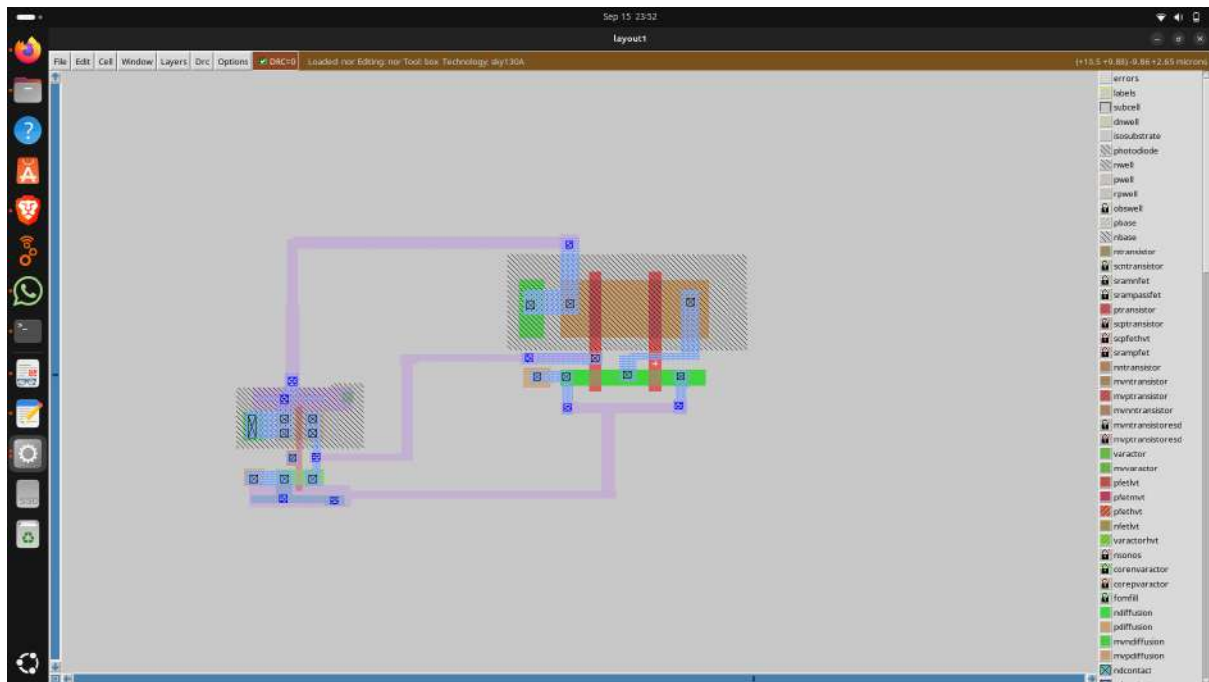 Sep 15 23:52
layout1
File Edit Cell Window Layers Drc Options DRC=0 Loaded: nor Editing: nor Tool: box Technology: sky130A
errors
labels
subcell
dnwell
isosubstrate
photodiode
nwell
pwell
rpwell
obswell
pbase
nbase
ntransistor
scntransistor
sramnfet
srampassfet
ptransistor
scptransistor
scpfethvt
srampfet
nntransistor
mvntransistor
mvptransistor
mvnntransistor
mvntransistoresd
mvptransistoresd
varactor
mvvaractor
pfetlvt
pfetmvt
pfethvt
nfetlvt
varactorhvt
nsonos
corenvaractor
corepvaractor
fomfill
ndiffusion
pdiffusion
mvndiffusion
mvpdiffusion
ndcontact